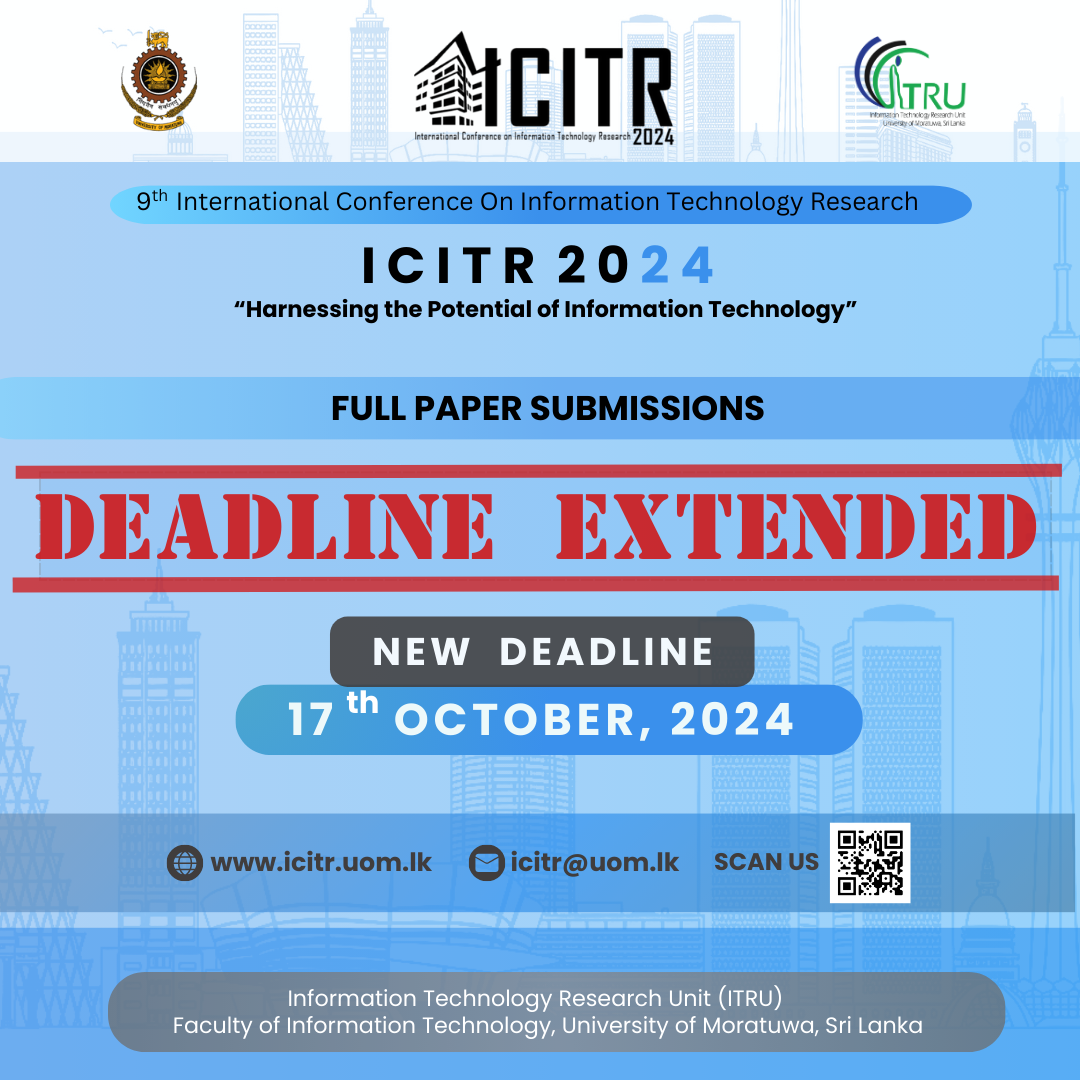 UNIVERSITY OF MORATUWA
ICITR
International Conference on Information Technology Research 2024
ITRU
Information Technology Research Unit
University of Moratuwa, Sri Lanka
9th International Conference On Information Technology Research
ICITR 2024
“Harnessing the Potential of Information Technology”
FULL PAPER SUBMISSIONS
DEADLINE EXTENDED
NEW DEADLINE
17th OCTOBER, 2024
www.icitr.uom.lk icitr@uom.lk SCAN US
Information Technology Research Unit (ITRU)
Faculty of Information Technology, University of Moratuwa, Sri Lanka